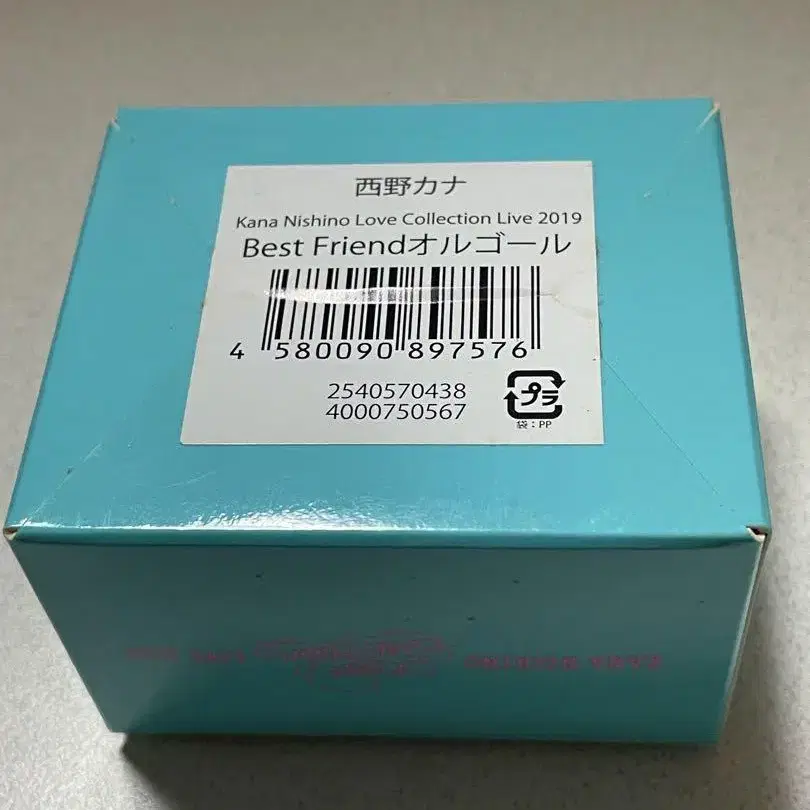 西野カナ
Kana Nishino Love Collection Live 2019
Best Friendオルゴール
4 580090 897576
2540570438
4000750567
プラ
袋：PP